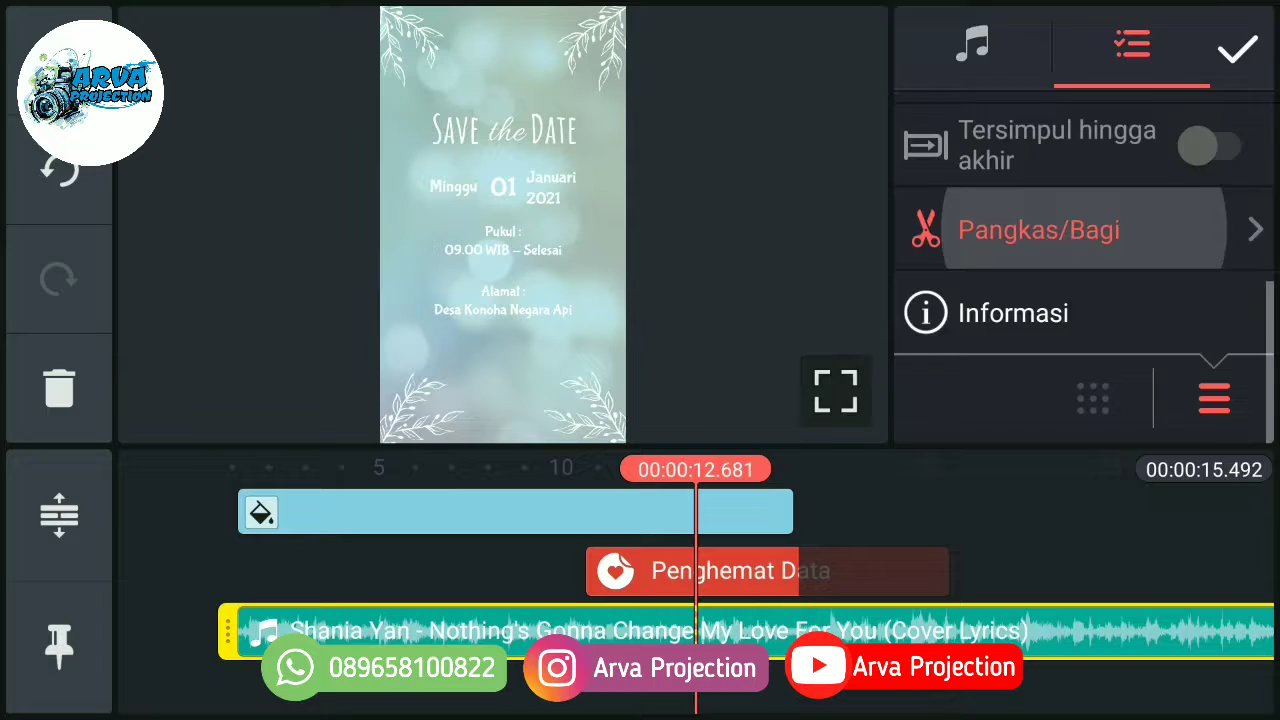 ARVA
PROJECTION
SAVE the DATE
Minggu 01 Januari 2021
Pukul :
09.00 WIB – Selesai
Alamat :
Desa Konoha Negara Api
Tersimpul hingga
akhir
Pangkas/Bagi
Informasi
5
10
00:00:12.681
00:00:15.492
Penghemat Data
Shania Yan - Nothing's Gonna Change My Love For You (Cover Lyrics)
089658100822
Arva Projection
Arva Projection